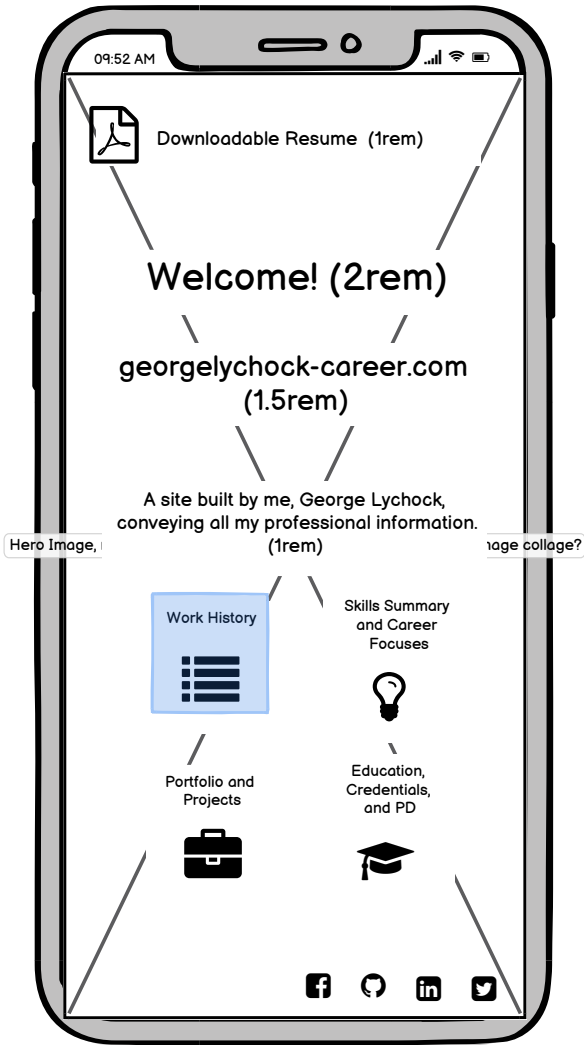 09:52 AM
Downloadable Resume (1rem)
Welcome! (2rem)
georgelychock-career.com
(1.5rem)
A site built by me, George Lychock,
conveying all my professional information.
(1rem)
Hero Image,
collage?
Work History
Skills Summary
and Career
Focuses
Portfolio and
Projects
Education,
Credentials,
and PD
in